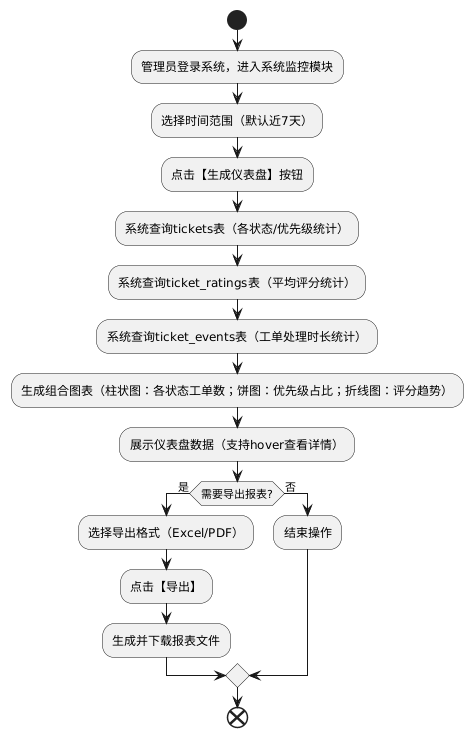 管理员登录系统，进入系统监控模块
选择时间范围（默认近7天）
点击【生成仪表盘】按钮
系统查询tickets表（各状态/优先级统计）
系统查询ticket_ratings表（平均评分统计）
系统查询ticket_events表（工单处理时长统计）
生成组合图表（柱状图：各状态工单数；饼图：优先级占比；折线图：评分趋势）
展示仪表盘数据（支持hover查看详情）
是
需要导出报表?
否
选择导出格式（Excel/PDF）
结束操作
点击【导出】
生成并下载报表文件